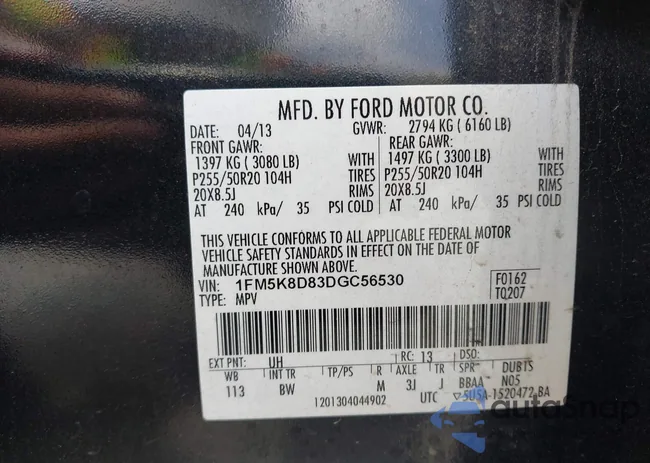 MFD. BY FORD MOTOR CO.
DATE: 04/13 GVWR: 2794 KG ( 6160 LB)
FRONT GAWR: REAR GAWR:
1397 KG ( 3080 LB) WITH 1497 KG ( 3300 LB) WITH
P255/50R20 104H TIRES P255/50R20 104H TIRES
20X8.5J RIMS 20X8.5J RIMS
AT 240 kPa/ 35 PSI COLD AT 240 kPa/ 35 PSI COLD
THIS VEHICLE CONFORMS TO ALL APPLICABLE FEDERAL MOTOR
VEHICLE SAFETY STANDARDS IN EFFECT ON THE DATE OF
MANUFACTURE SHOWN ABOVE.
VIN: 1FM5K8D83DGC56530 F0162
TYPE: MPV T0207
EXT PNT: UH RC: 13 DSO:
WB INT TR TP/PS R AXLE TR SPR DUBTS
113 BW M 3J J BBAA N05
1201304044902 UTC 5U5A-1520472-BA
autoSnap